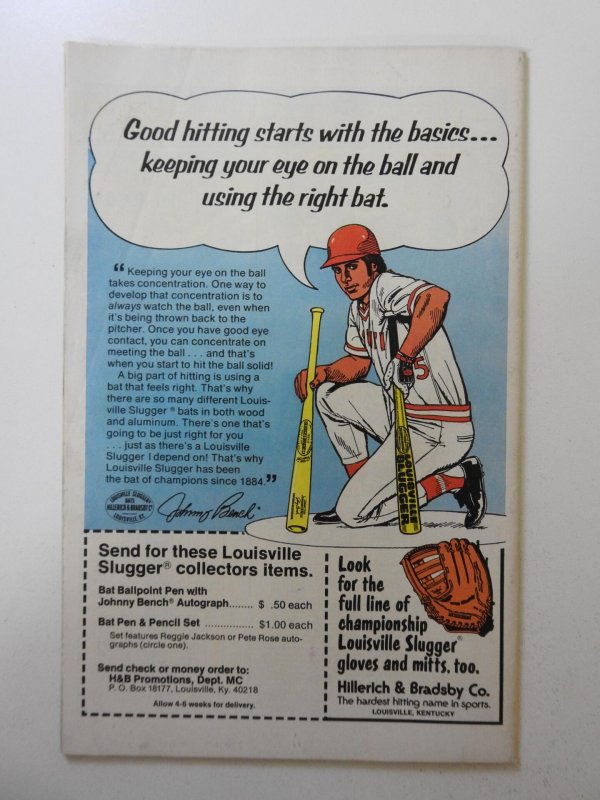 Good hitting starts with the basics...
keeping your eye on the ball and
using the right bat.
“ Keeping your eye on the ball
takes concentration. One way to
develop that concentration is to
always watch the ball, even when
it's being thrown back to the
pitcher. Once you have good eye
contact, you can concentrate on
meeting the ball . . . and that's
when you start to hit the ball solid!
A big part of hitting is using a
bat that feels right. That's why
there are so many different Louis-
ville Slugger® bats in both wood
and aluminum. There's one that's
going to be just right for you
. . . just as there's a Louisville
Slugger I depend on! That's why
Louisville Slugger has been
the bat of champions since 1884.”
LOUISVILLE SLUGGER
BATS
HILLERICH & BRADSBY Co
LOUISVILLE, KY.
Johnny Bench
5
LOUISVILLE
SLUGGER
Send for these Louisville
Slugger® collectors items.
Bat Ballpoint Pen with
Johnny Bench® Autograph........ $ .50 each
Bat Pen & Pencil Set ................ $1.00 each
Set features Reggie Jackson or Pete Rose auto-
graphs (circle one).
Send check or money order to:
H&B Promotions, Dept. MC
P. O. Box 18177, Louisville, Ky. 40218
Allow 4-6 weeks for delivery.
Look
for the
full line of
championship
Louisville Slugger®
gloves and mitts, too.
Hillerich & Bradsby Co.
The hardest hitting name in sports.
LOUISVILLE, KENTUCKY